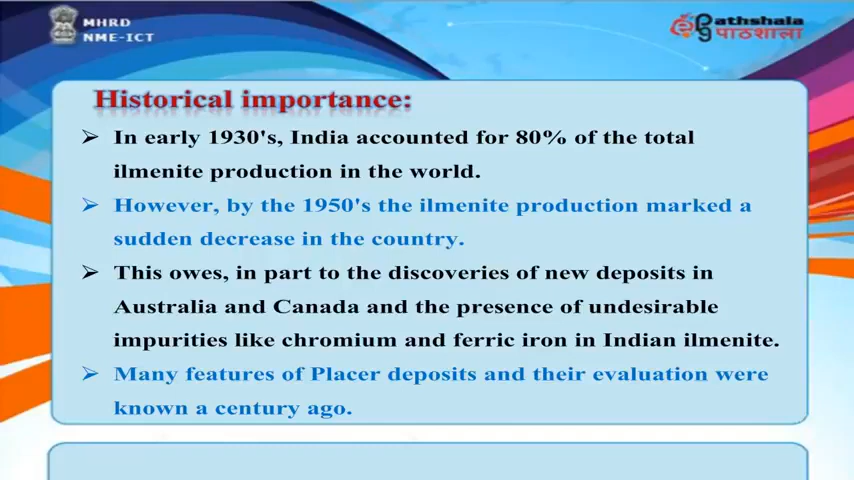 MHRD
NME-ICT
Pathshala
पाठशाला
Historical importance:
➢ In early 1930's, India accounted for 80% of the total
ilmenite production in the world.
➢ However, by the 1950's the ilmenite production marked a
sudden decrease in the country.
➢ This owes, in part to the discoveries of new deposits in
Australia and Canada and the presence of undesirable
impurities like chromium and ferric iron in Indian ilmenite.
➢ Many features of Placer deposits and their evaluation were
known a century ago.